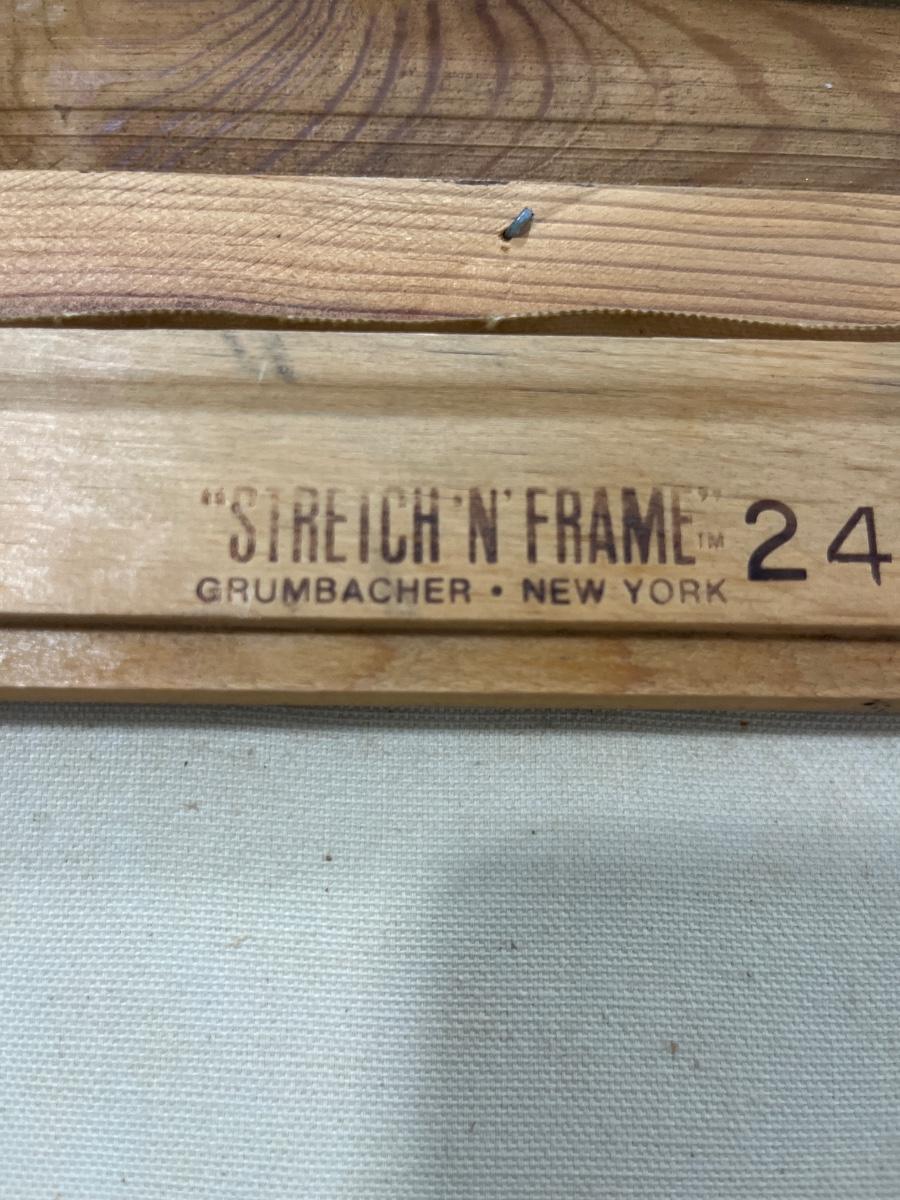 "STRETCH 'N' FRAME"™ 24
GRUMBACHER • NEW YORK